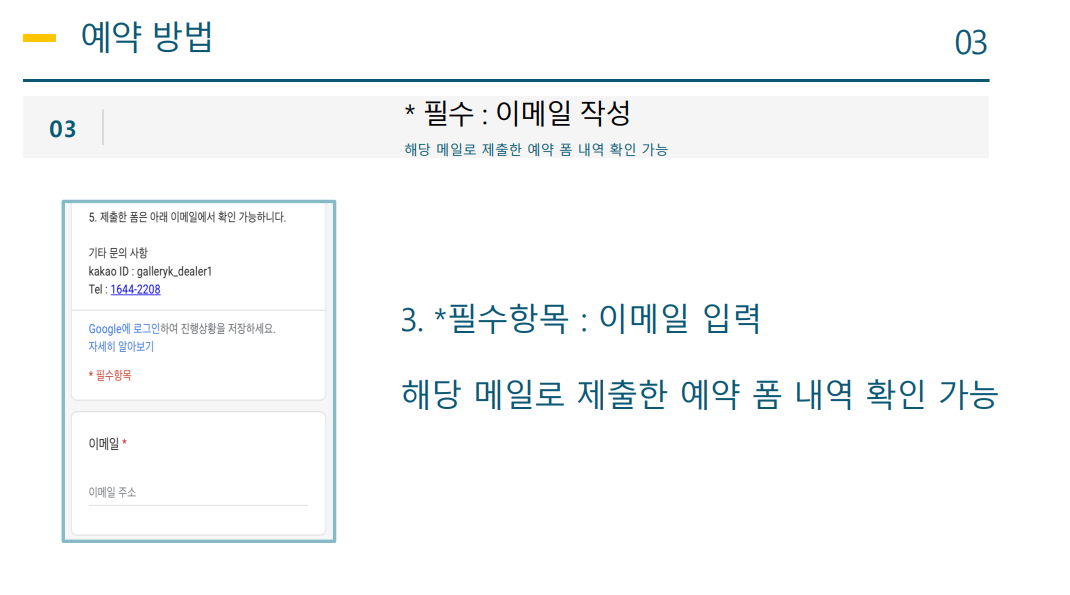 예약 방법
03
03
* 필수 : 이메일 작성
해당 메일로 제출한 예약 폼 내역 확인 가능
5. 제출한 폼은 아래 이메일에서 확인 가능하니다.
기타 문의 사항
kakao ID : galleryk_dealer1
Tel : 1644-2208
Google에 로그인하여 진행상황을 저장하세요.
자세히 알아보기
* 필수항목
이메일 *
이메일 주소
3. *필수항목 : 이메일 입력
해당 메일로 제출한 예약 폼 내역 확인 가능